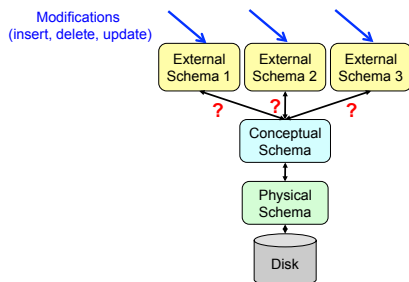 Modifications
(insert, delete, update)
External
Schema 1
External
Schema 2
External
Schema 3
?
?
?
Conceptual
Schema
Physical
Schema
Disk